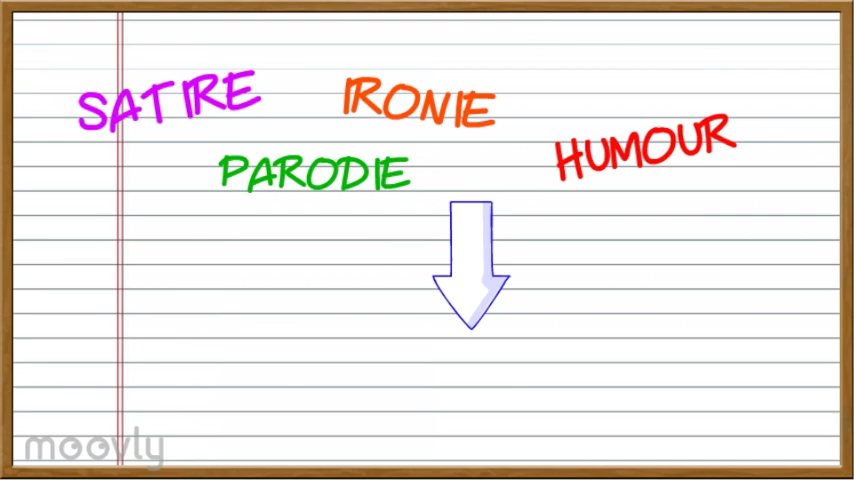 SATIRE
IRONIE
HUMOUR
PARODIE
moovly